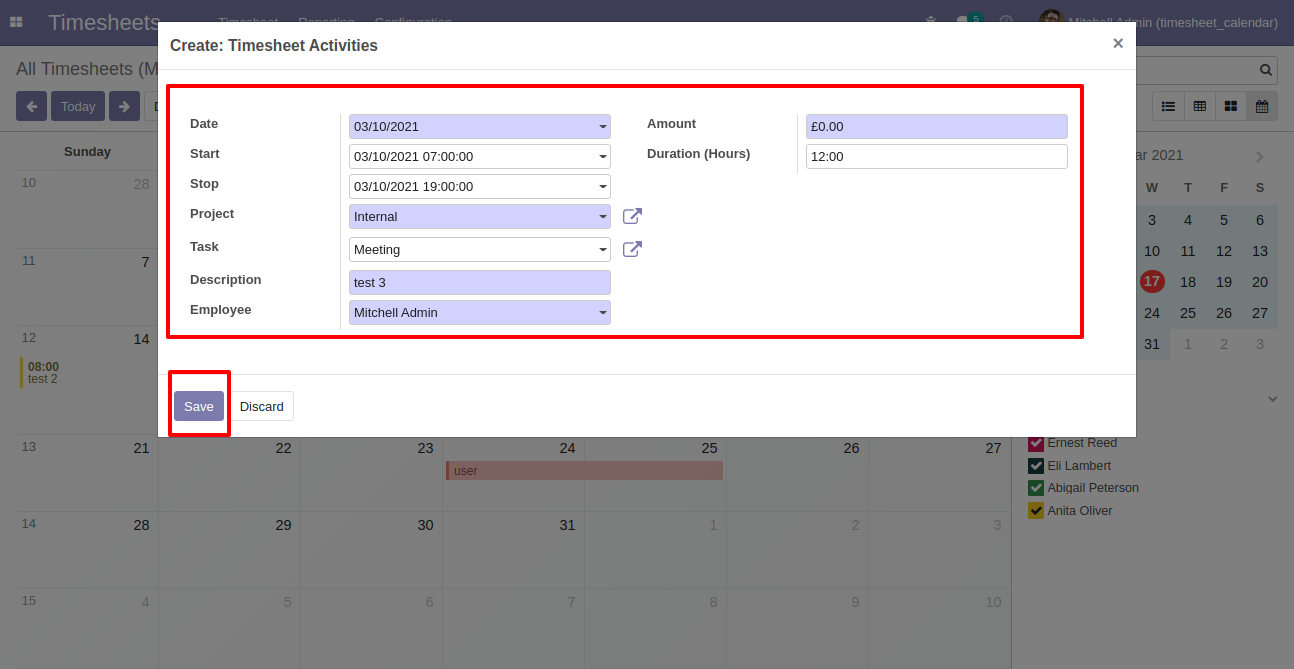 Timesheets Timesheet Reporting Configuration 5 Mitchell Admin (timesheet_calendar)
Create: Timesheet Activities ×
All Timesheets (M
Today
Date 03/10/2021 Amount £0.00
Start 03/10/2021 07:00:00 Duration (Hours) 12:00
Stop 03/10/2021 19:00:00
Project Internal
Task Meeting
Description test 3
Employee Mitchell Admin
Save Discard
Sunday
10 28
11 7
12 14
08:00
test 2
13 21 22 23 24 25 26 27
user
14 28 29 30 31 1 2 3
15 4 5 6 7 8 9 10
ar 2021
W T F S
3 4 5 6
10 11 12 13
17 18 19 20
24 25 26 27
31 1 2 3
Ernest Reed
Eli Lambert
Abigail Peterson
Anita Oliver